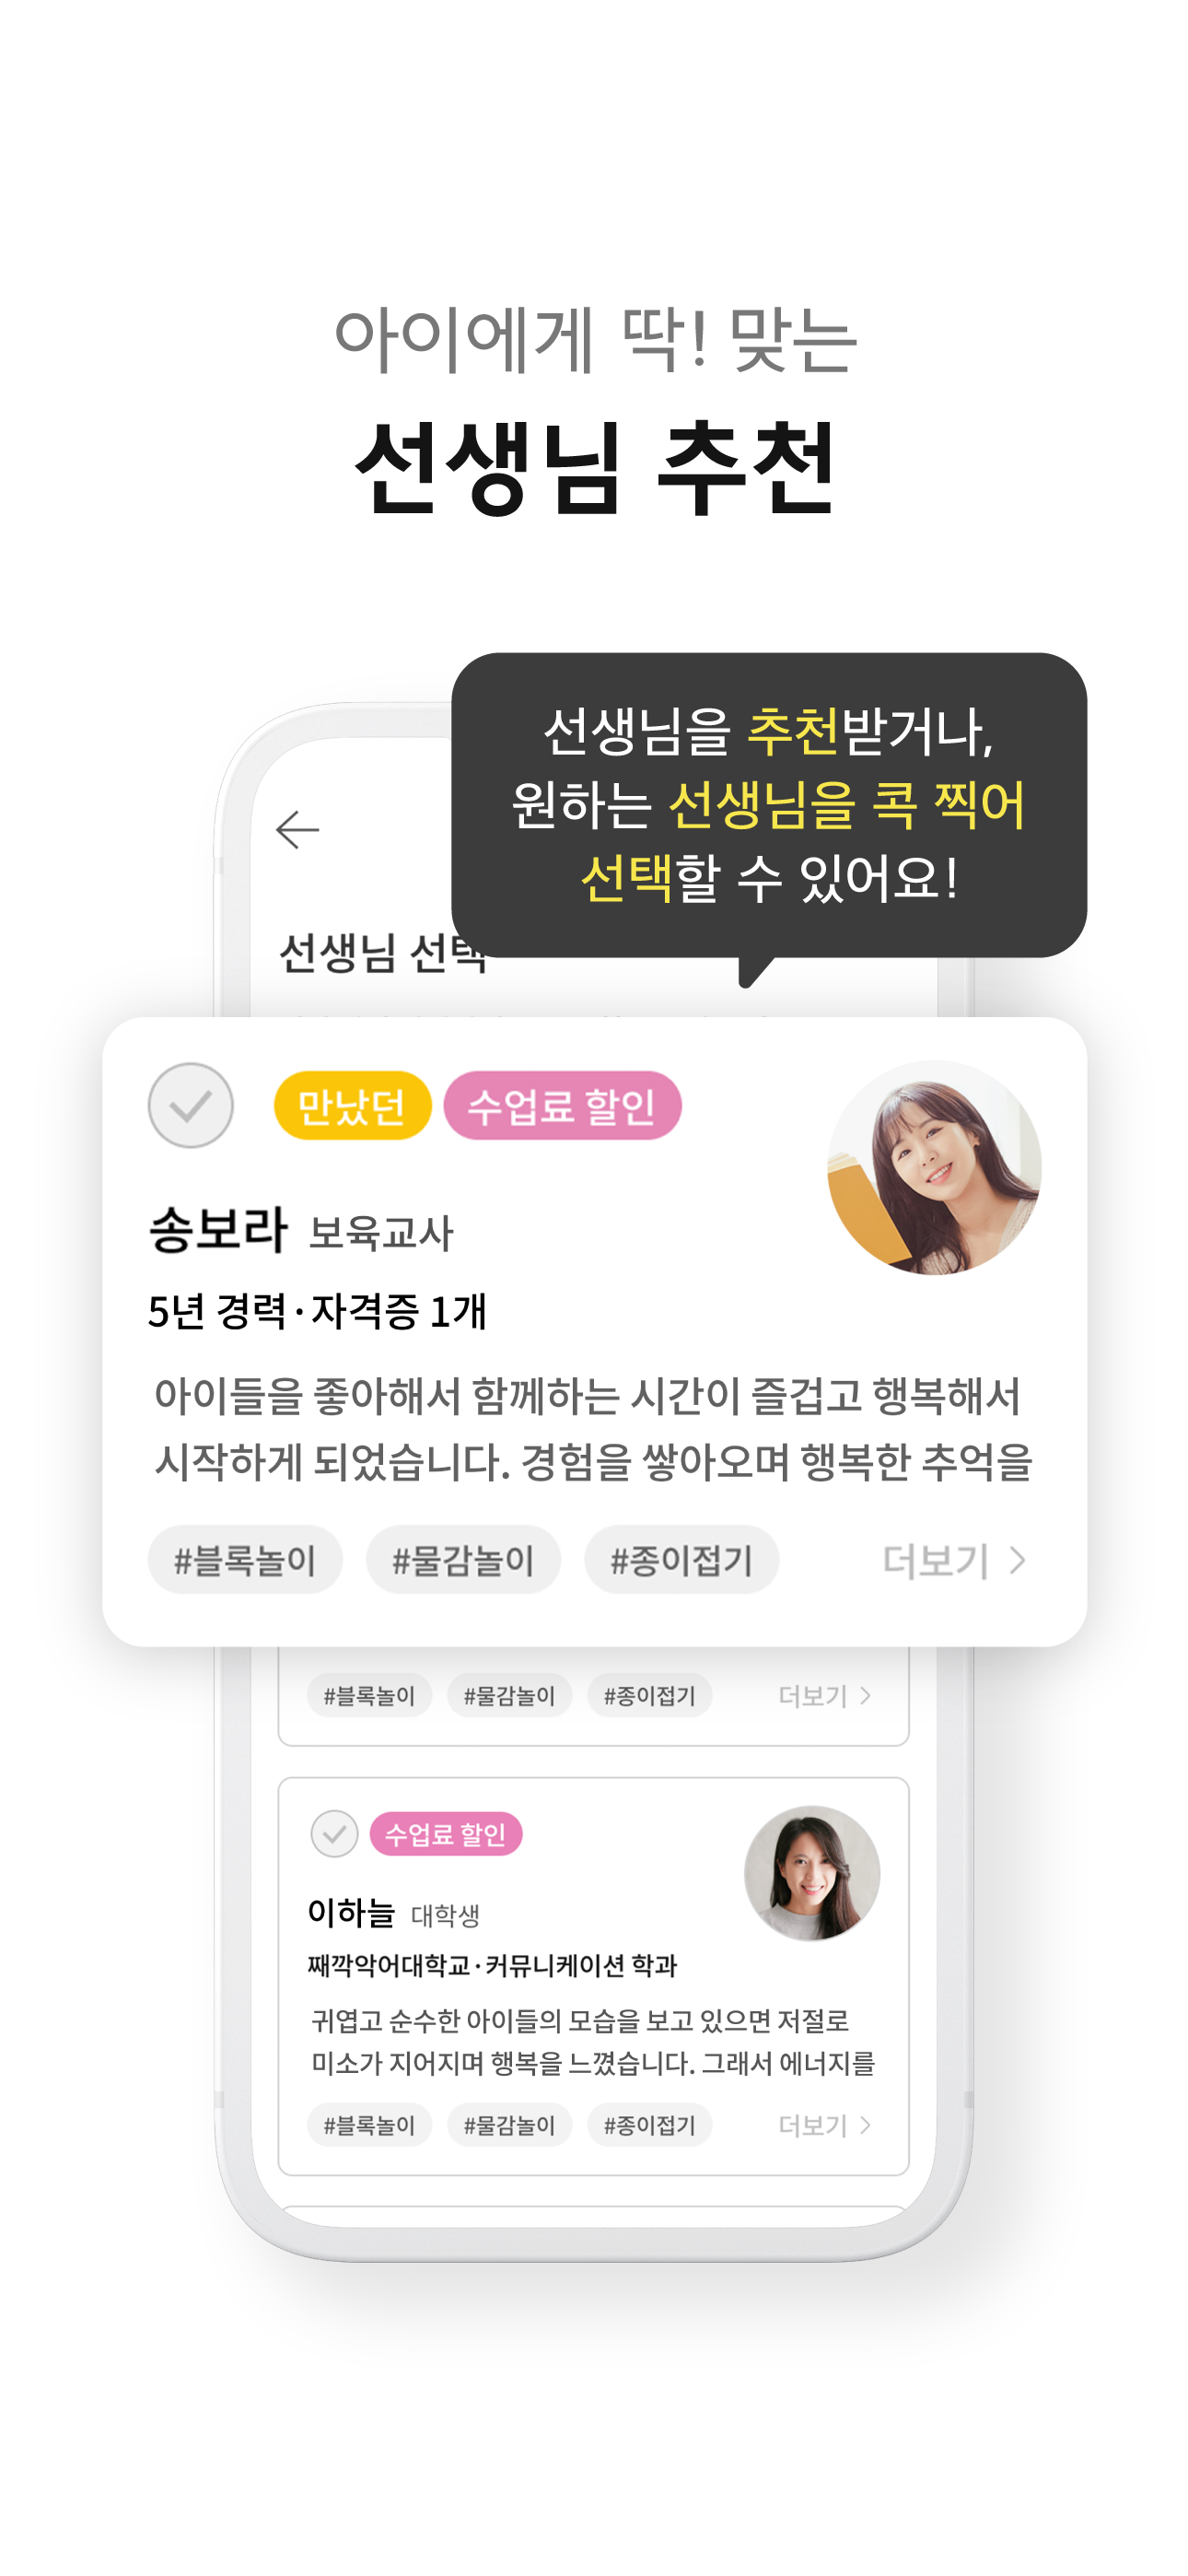 아이에게 딱! 맞는
선생님 추천
선생님을 추천받거나,
원하는 선생님을 콕 찍어
선택할 수 있어요!
선생님 선택
만났던 수업료 할인
송보라 보육교사
5년 경력·자격증 1개
아이들을 좋아해서 함께하는 시간이 즐겁고 행복해서
시작하게 되었습니다. 경험을 쌓아오며 행복한 추억을
#블록놀이 #물감놀이 #종이접기 더보기
#블록놀이 #물감놀이 #종이접기 더보기
수업료 할인
이하늘 대학생
째깍악어대학교·커뮤니케이션 학과
귀엽고 순수한 아이들의 모습을 보고 있으면 저절로
미소가 지어지며 행복을 느꼈습니다. 그래서 에너지를
#블록놀이 #물감놀이 #종이접기 더보기